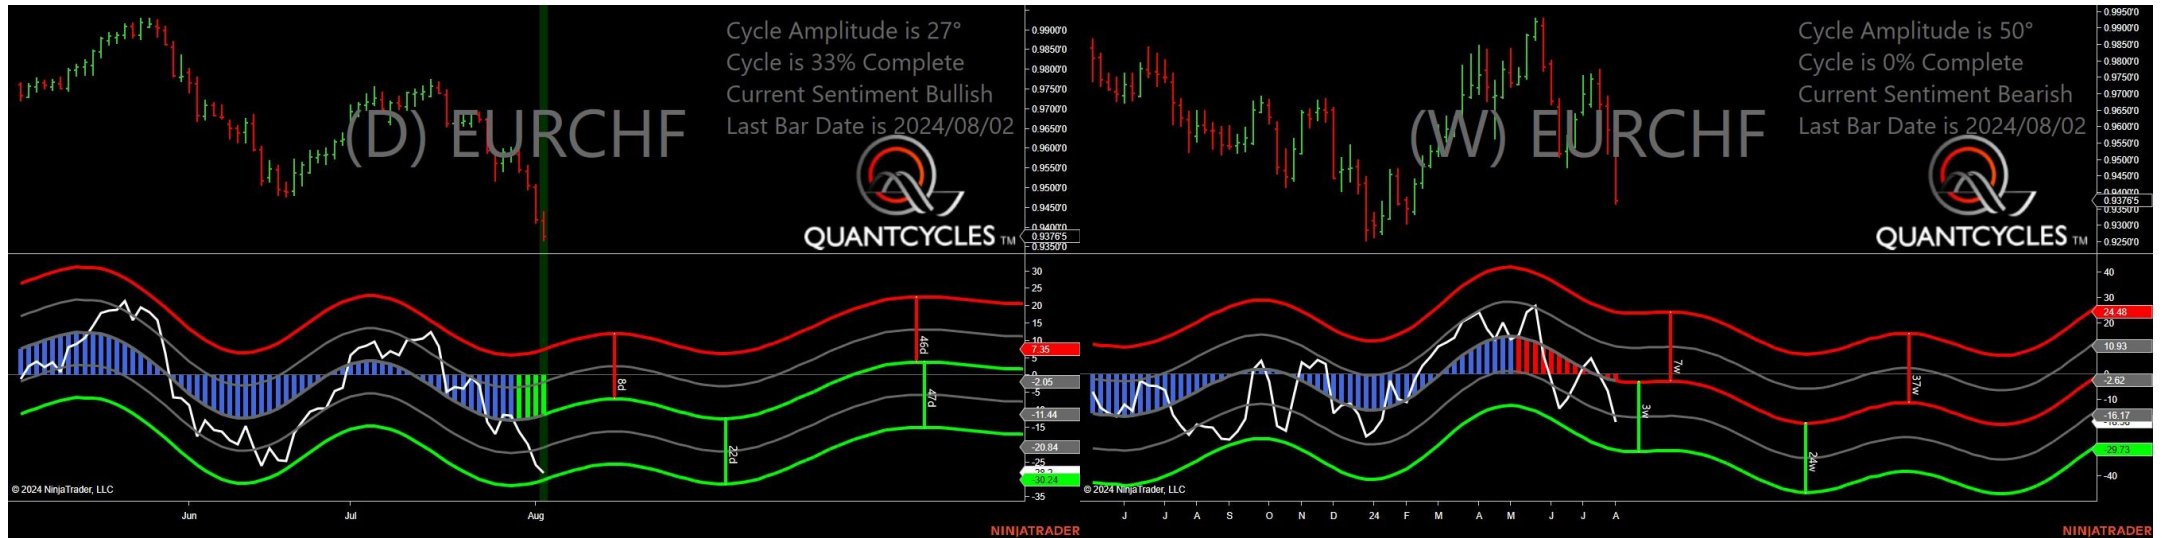 Cycle Amplitude is 27°
Cycle is 33% Complete
Current Sentiment Bullish
Last Bar Date is 2024/08/02
(D) EURCHF
QUANTCYCLES TM
0.9900'0
0.9850'0
0.9800'0
0.9750'0
0.9700'0
0.9650'0
0.9600'0
0.9550'0
0.9500'0
0.9450'0
0.9400'0
0.9376'5
0.9350'0
30
25
20
15
10
7.35
5
0
-2.05
-5
-11.44
-15
-20.84
-25
-30.24
-35
8d
22d
46d
47d
© 2024 NinjaTrader, LLC
Jun
Jul
Aug
NINJATRADER
Cycle Amplitude is 50°
Cycle is 0% Complete
Current Sentiment Bearish
Last Bar Date is 2024/08/02
(W) EURCHF
QUANTCYCLES TM
0.9950'0
0.9900'0
0.9850'0
0.9800'0
0.9750'0
0.9700'0
0.9650'0
0.9600'0
0.9550'0
0.9500'0
0.9450'0
0.9400'0
0.9376'5
0.9350'0
0.9300'0
0.9250'0
40
30
24.48
20
10.93
-2.62
-10
-16.17
-29.73
-40
7w
3w
24w
37w
© 2024 NinjaTrader, LLC
J
J
A
S
O
N
D
24
F
M
A
M
J
J
A
NINJATRADER